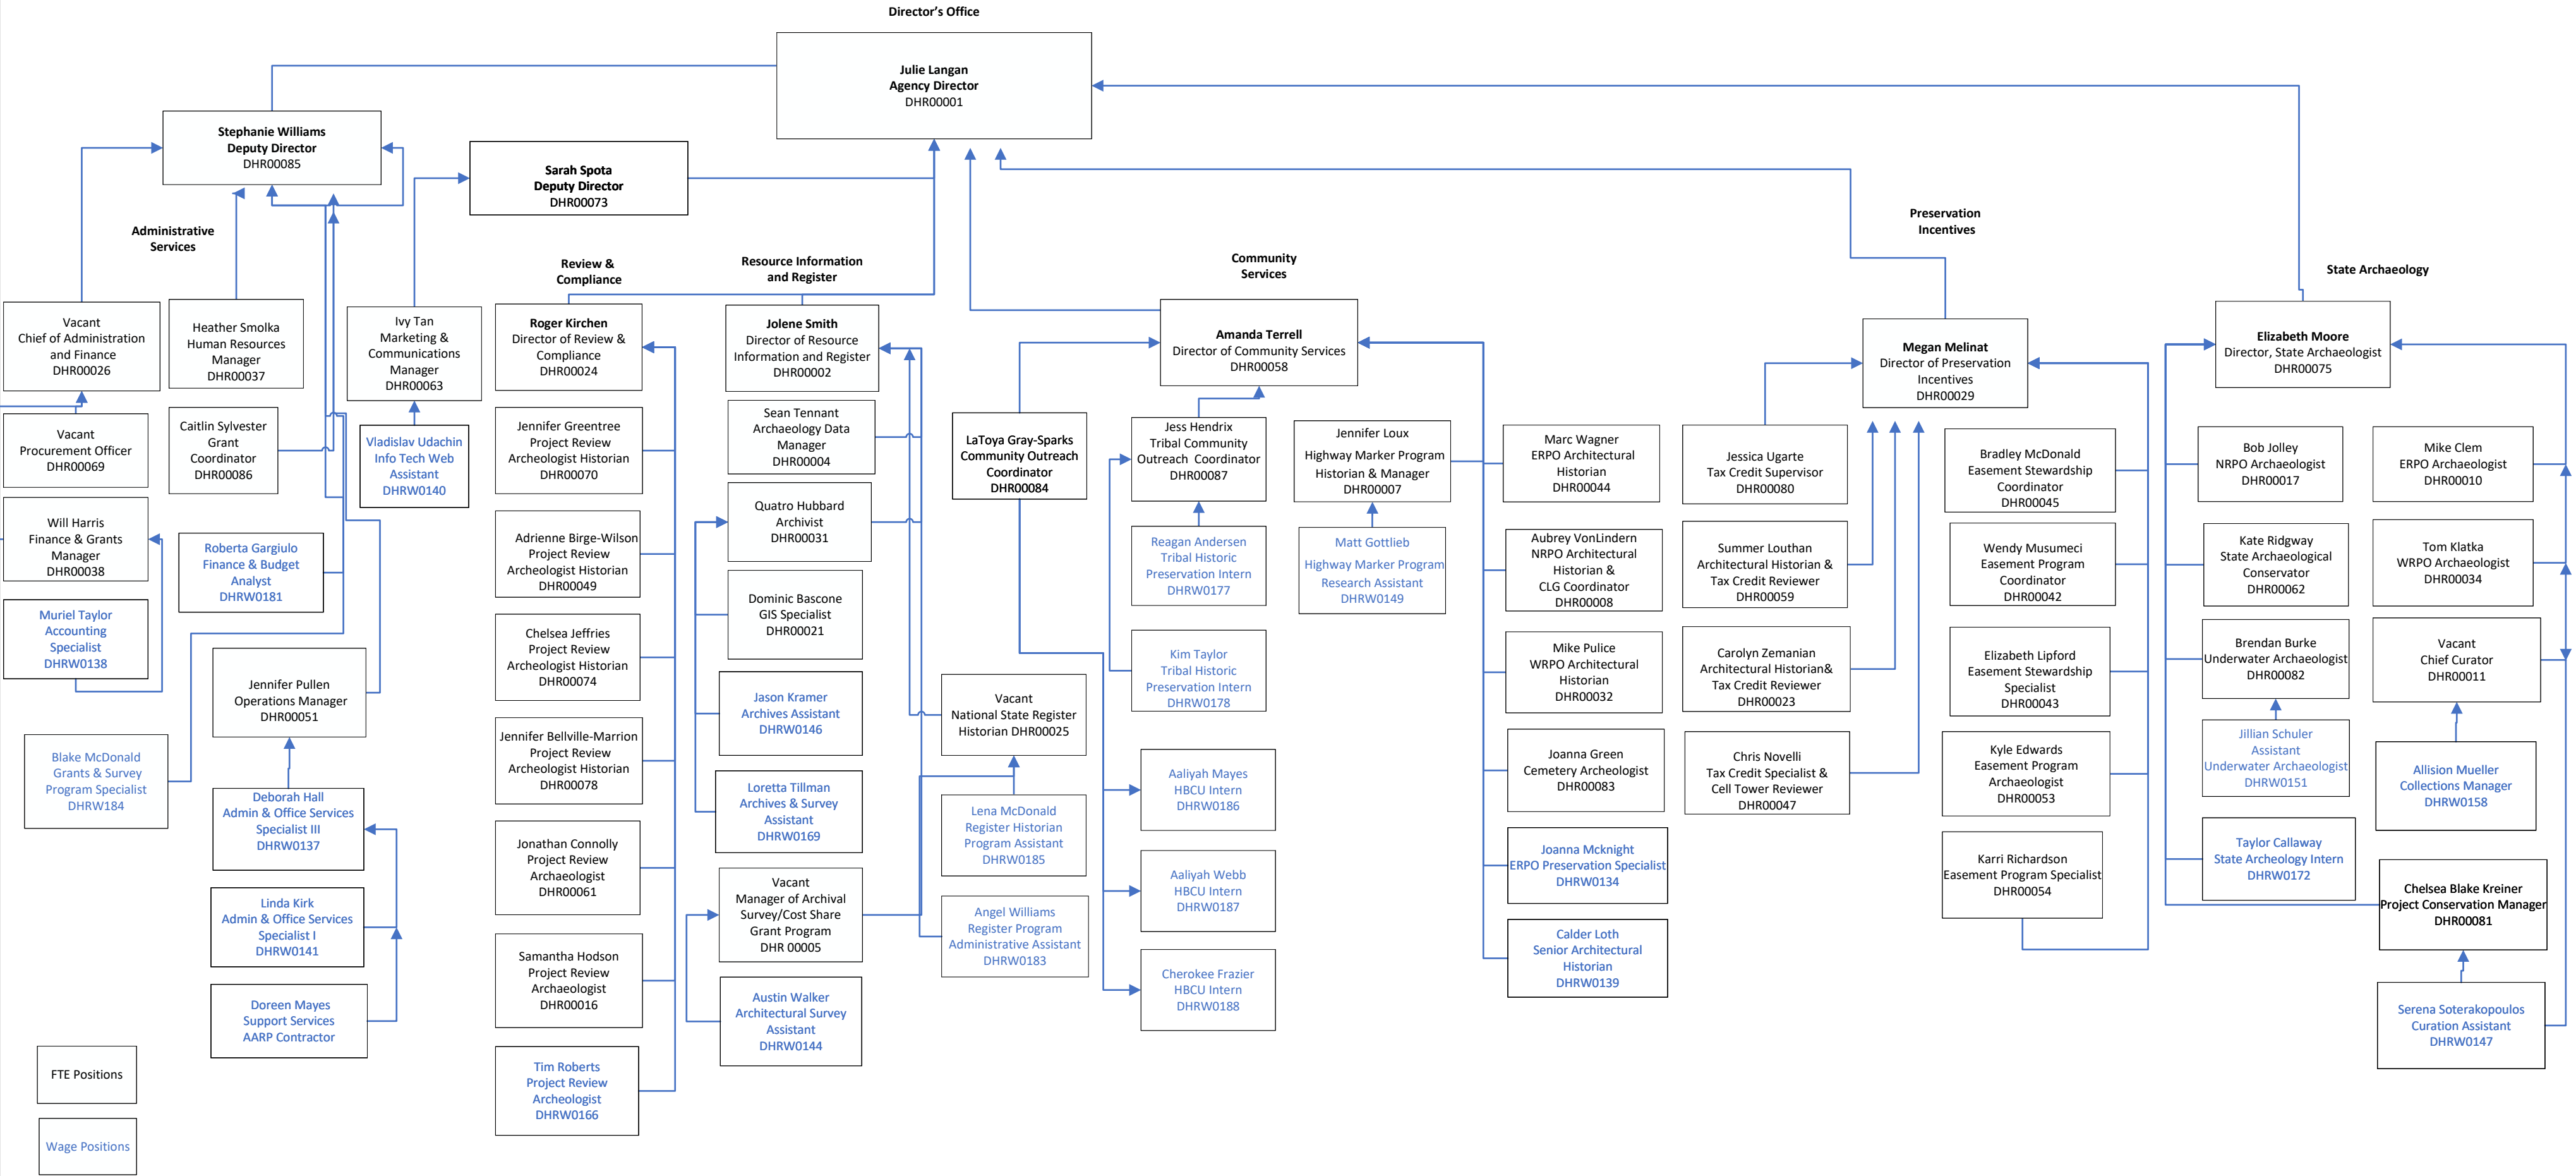 Director's Office
Julie Langan
Agency Director
DHR00001
Stephanie Williams
Deputy Director
DHR00085
Sarah Spota
Deputy Director
DHR00073
Administrative
Services
Review &
Compliance
Resource Information
and Register
Community
Services
Preservation
Incentives
State Archaeology
Vacant
Chief of Administration
and Finance
DHR00026
Heather Smolka
Human Resources
Manager
DHR00037
Ivy Tan
Marketing &
Communications
Manager
DHR00063
Vacant
Procurement Officer
DHR00069
Caitlin Sylvester
Grant
Coordinator
DHR00086
Vladislav Udachin
Info Tech Web
Assistant
DHRW0140
Will Harris
Finance & Grants
Manager
DHR00038
Roberta Gargiulo
Finance & Budget
Analyst
DHRW0181
Muriel Taylor
Accounting
Specialist
DHRW0138
Jennifer Pullen
Operations Manager
DHR00051
Blake McDonald
Grants & Survey
Program Specialist
DHRW184
Deborah Hall
Admin & Office Services
Specialist III
DHRW0137
Linda Kirk
Admin & Office Services
Specialist I
DHRW0141
Doreen Mayes
Support Services
AARP Contractor
FTE Positions
Wage Positions
Roger Kirchen
Director of Review &
Compliance
DHR00024
Jennifer Greentree
Project Review
Archeologist Historian
DHR00070
Adrienne Birge-Wilson
Project Review
Archeologist Historian
DHR00049
Chelsea Jeffries
Project Review
Archeologist Historian
DHR00074
Jennifer Bellville-Marrion
Project Review
Archeologist Historian
DHR00078
Jonathan Connolly
Project Review
Archaeologist
DHR00061
Samantha Hodson
Project Review
Archaeologist
DHR00016
Tim Roberts
Project Review
Archeologist
DHRW0166
Jolene Smith
Director of Resource
Information and Register
DHR00002
Sean Tennant
Archaeology Data
Manager
DHR00004
Quatro Hubbard
Archivist
DHR00031
Dominic Bascone
GIS Specialist
DHR00021
Jason Kramer
Archives Assistant
DHRW0146
Loretta Tillman
Archives & Survey
Assistant
DHRW0169
Vacant
Manager of Archival
Survey/Cost Share
Grant Program
DHR 00005
Austin Walker
Architectural Survey
Assistant
DHRW0144
Vacant
National State Register
Historian DHR00025
Lena McDonald
Register Historian
Program Assistant
DHRW0185
Angel Williams
Register Program
Administrative Assistant
DHRW0183
Amanda Terrell
Director of Community Services
DHR00058
LaToya Gray-Sparks
Community Outreach
Coordinator
DHR00084
Jess Hendrix
Tribal Community
Outreach  Coordinator
DHR00087
Reagan Andersen
Tribal Historic
Preservation Intern
DHRW0177
Kim Taylor
Tribal Historic
Preservation Intern
DHRW0178
Aaliyah Mayes
HBCU Intern
DHRW0186
Aaliyah Webb
HBCU Intern
DHRW0187
Cherokee Frazier
HBCU Intern
DHRW0188
Jennifer Loux
Highway Marker Program
Historian & Manager
DHR00007
Matt Gottlieb
Highway Marker Program
Research Assistant
DHRW0149
Marc Wagner
ERPO Architectural
Historian
DHR00044
Aubrey VonLindern
NRPO Architectural
Historian &
CLG Coordinator
DHR00008
Mike Pulice
WRPO Architectural
Historian
DHR00032
Joanna Green
Cemetery Archeologist
DHR00083
Joanna Mcknight
ERPO Preservation Specialist
DHRW0134
Calder Loth
Senior Architectural
Historian
DHRW0139
Megan Melinat
Director of Preservation
Incentives
DHR00029
Jessica Ugarte
Tax Credit Supervisor
DHR00080
Summer Louthan
Architectural Historian &
Tax Credit Reviewer
DHR00059
Carolyn Zemanian
Architectural Historian&
Tax Credit Reviewer
DHR00023
Chris Novelli
Tax Credit Specialist &
Cell Tower Reviewer
DHR00047
Bradley McDonald
Easement Stewardship
Coordinator
DHR00045
Wendy Musumeci
Easement Program
Coordinator
DHR00042
Elizabeth Lipford
Easement Stewardship
Specialist
DHR00043
Kyle Edwards
Easement Program
Archaeologist
DHR00053
Karri Richardson
Easement Program Specialist
DHR00054
Elizabeth Moore
Director, State Archaeologist
DHR00075
Bob Jolley
NRPO Archaeologist
DHR00017
Kate Ridgway
State Archaeological
Conservator
DHR00062
Brendan Burke
Underwater Archaeologist
DHR00082
Jillian Schuler
Assistant
Underwater Archaeologist
DHRW0151
Taylor Callaway
State Archeology Intern
DHRW0172
Mike Clem
ERPO Archaeologist
DHR00010
Tom Klatka
WRPO Archaeologist
DHR00034
Vacant
Chief Curator
DHR00011
Allision Mueller
Collections Manager
DHRW0158
Chelsea Blake Kreiner
Project Conservation Manager
DHR00081
Serena Soterakopoulos
Curation Assistant
DHRW0147